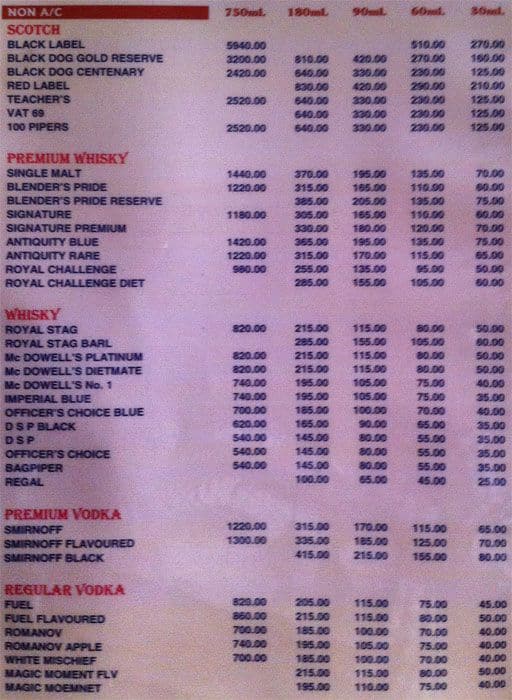 NON A/C 750mL 180mL 90mL 60mL 30mL
SCOTCH
BLACK LABEL 5940.00 510.00 270.00
BLACK DOG GOLD RESERVE 3200.00 810.00 420.00 270.00 160.00
BLACK DOG CENTENARY 2420.00 640.00 330.00 230.00 125.00
RED LABEL 830.00 420.00 290.00 210.00
TEACHER'S 2520.00 640.00 330.00 230.00 125.00
VAT 69 640.00 330.00 230.00 125.00
100 PIPERS 2520.00 640.00 330.00 230.00 125.00
PREMIUM WHISKY
SINGLE MALT 1440.00 370.00 195.00 135.00 70.00
BLENDER'S PRIDE 1220.00 315.00 165.00 110.00 60.00
BLENDER'S PRIDE RESERVE 385.00 205.00 135.00 75.00
SIGNATURE 1180.00 305.00 165.00 110.00 60.00
SIGNATURE PREMIUM 330.00 180.00 120.00 70.00
ANTIQUITY BLUE 1420.00 365.00 195.00 135.00 75.00
ANTIQUITY RARE 1220.00 315.00 170.00 115.00 65.00
ROYAL CHALLENGE 980.00 255.00 135.00 95.00 50.00
ROYAL CHALLENGE DIET 285.00 155.00 105.00 60.00
WHISKY
ROYAL STAG 820.00 215.00 115.00 80.00 50.00
ROYAL STAG BARL 285.00 155.00 105.00 60.00
Mc DOWELL'S PLATINUM 820.00 215.00 115.00 80.00 50.00
Mc DOWELL'S DIETMATE 820.00 215.00 115.00 80.00 50.00
Mc DOWELL'S No. 1 740.00 195.00 105.00 75.00 40.00
IMPERIAL BLUE 740.00 195.00 105.00 75.00 40.00
OFFICER'S CHOICE BLUE 700.00 185.00 100.00 70.00 40.00
D S P BLACK 620.00 165.00 90.00 65.00 35.00
D S P 540.00 145.00 80.00 55.00 35.00
OFFICER'S CHOICE 540.00 145.00 80.00 55.00 35.00
BAGPIPER 540.00 145.00 80.00 55.00 35.00
REGAL 100.00 65.00 45.00 25.00
PREMIUM VODKA
SMIRNOFF 1220.00 315.00 170.00 115.00 65.00
SMIRNOFF FLAVOURED 1300.00 335.00 185.00 125.00 70.00
SMIRNOFF BLACK 415.00 215.00 155.00 80.00
REGULAR VODKA
FUEL 820.00 205.00 115.00 75.00 45.00
FUEL FLAVOURED 860.00 215.00 115.00 80.00 50.00
ROMANOV 700.00 185.00 100.00 70.00 40.00
ROMANOV APPLE 740.00 195.00 105.00 75.00 40.00
WHITE MISCHIEF 700.00 185.00 100.00 70.00 40.00
MAGIC MOMENT FLV 215.00 115.00 80.00 50.00
MAGIC MOEMNET 195.00 110.00 75.00 40.00